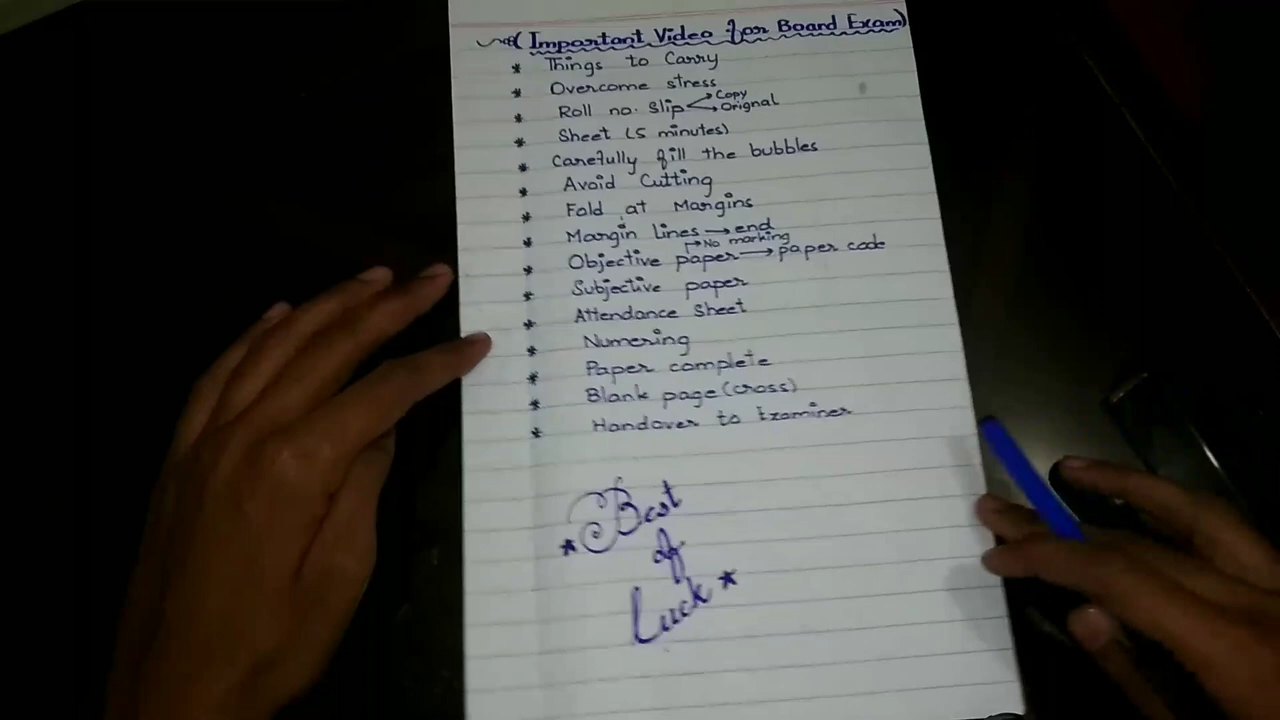 (Important Video for Board Exam)
* Things to Carry
* Overcome stress
* Roll no. Slip → Copy
→ Orignal
* Sheet (5 minutes)
* Carefully fill the bubbles
* Avoid Cutting
* Fold at Margins
* Margin lines → end
→ No marking
* Objective paper → paper code
* Subjective paper
* Attendance Sheet
* Numering
* Paper complete
* Blank page (cross)
* Handover to Examiner
* Best
of
Luck *